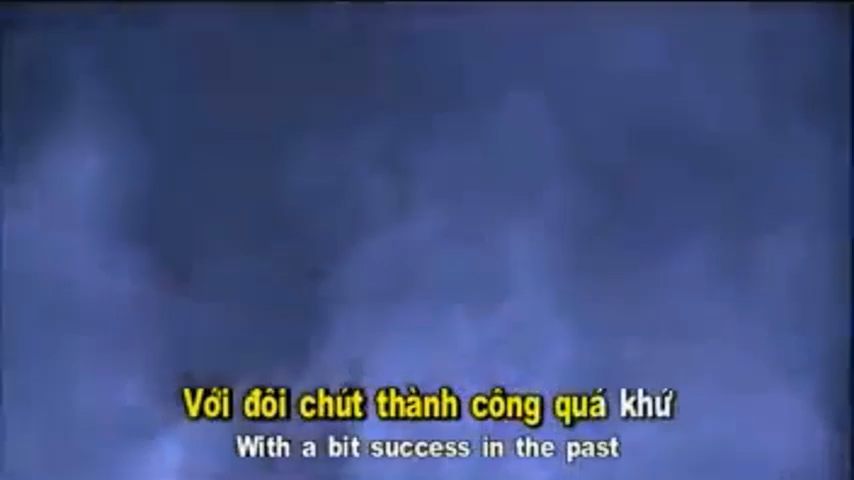 Với đôi chút thành công quá khứ
With a bit success in the past